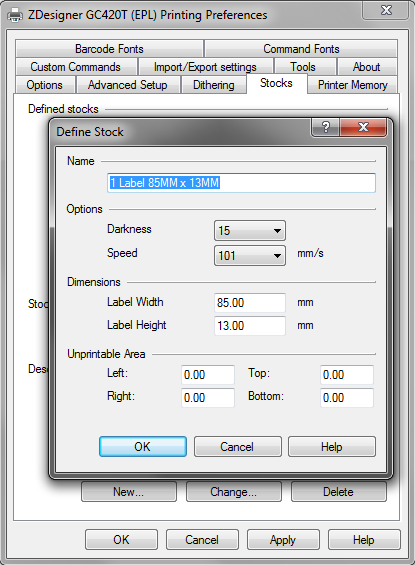 ZDesigner GC420T (EPL) Printing Preferences
Barcode Fonts Command Fonts
Custom Commands Import/Export settings Tools About
Options Advanced Setup Dithering Stocks Printer Memory
Defined stocks
Define Stock
Name
1 Label 85MM x 13MM
Options
Darkness 15
Speed 101 mm/s
Dimensions
Label Width 85.00 mm
Label Height 13.00 mm
Unprintable Area
Left: 0.00 Top: 0.00
Right: 0.00 Bottom: 0.00
OK Cancel Help
Stoc
Desc
New... Change... Delete
OK Cancel Apply Help